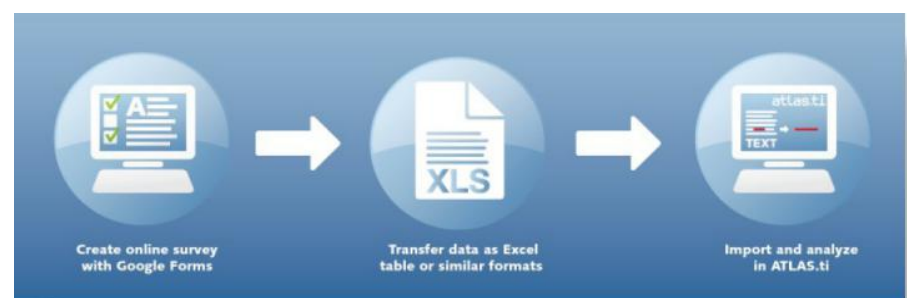 A
XLS
atlas.ti
TEXT
Create online survey
with Google Forms
Transfer data as Excel
table or similar formats
Import and analyze
in ATLAS.ti